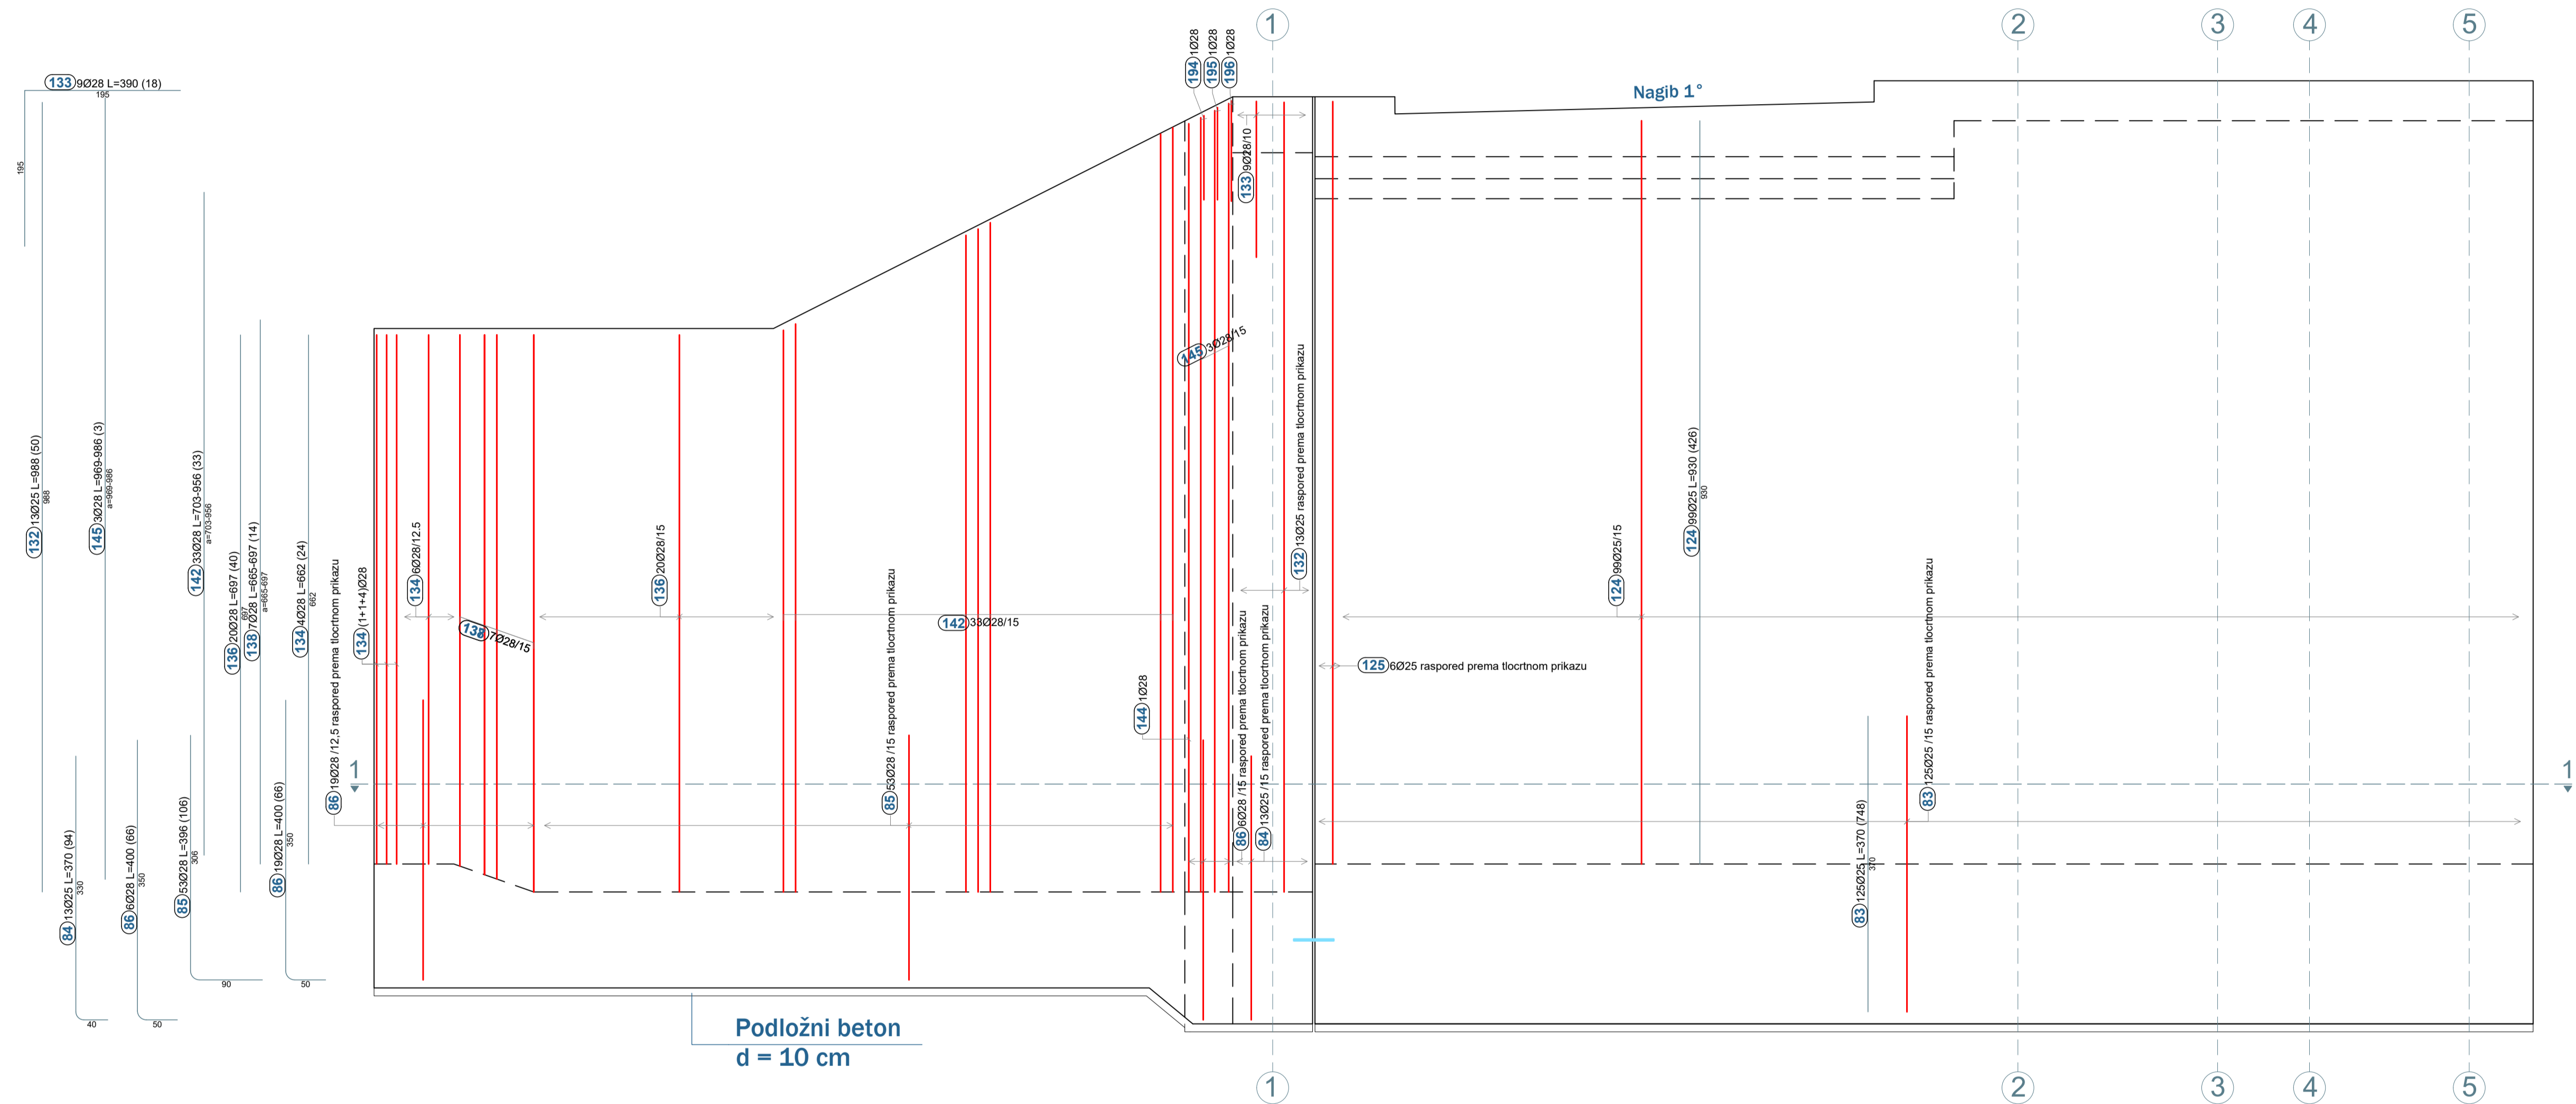 1
2
3
4
5
133 9Ø28 L=390 (18)
195
195
194 1Ø28
195 1Ø28
196 1Ø28
Nagib 1°
133 9Ø28/10
145 3Ø28/15
132 13Ø25 L=988 (50)
988
145 3Ø28 L=969-986 (3)
a=969-986
142 33Ø28 L=703-956 (33)
a=703-956
136 20Ø28 L=697 (40)
697
138 7Ø28 L=665-697 (14)
a=665-697
134 4Ø28 L=662 (24)
662
86 19Ø28 /12,5 raspored prema tlocrtnom prikazu
134 (1+1+4)Ø28
134 6Ø28/12.5
138 7Ø28/15
136 20Ø28/15
85 53Ø28 /15 raspored prema tlocrtnom prikazu
142 33Ø28/15
144 1Ø28
86 6Ø28 /15 raspored prema tlocrtnom prikazu
84 13Ø25 /15 raspored prema tlocrtnom prikazu
132 13Ø25 raspored prema tlocrtnom prikazu
125 6Ø25 raspored prema tlocrtnom prikazu
124 99Ø25/15
124 99Ø25 L=930 (426)
930
83 125Ø25 /15 raspored prema tlocrtnom prikazu
83 125Ø25 L=370 (748)
370
1
1
84 13Ø25 L=370 (94)
330
40
86 6Ø28 L=400 (66)
350
50
85 53Ø28 L=396 (106)
306
90
86 19Ø28 L=400 (66)
350
50
Podložni beton
d = 10 cm
1
2
3
4
5